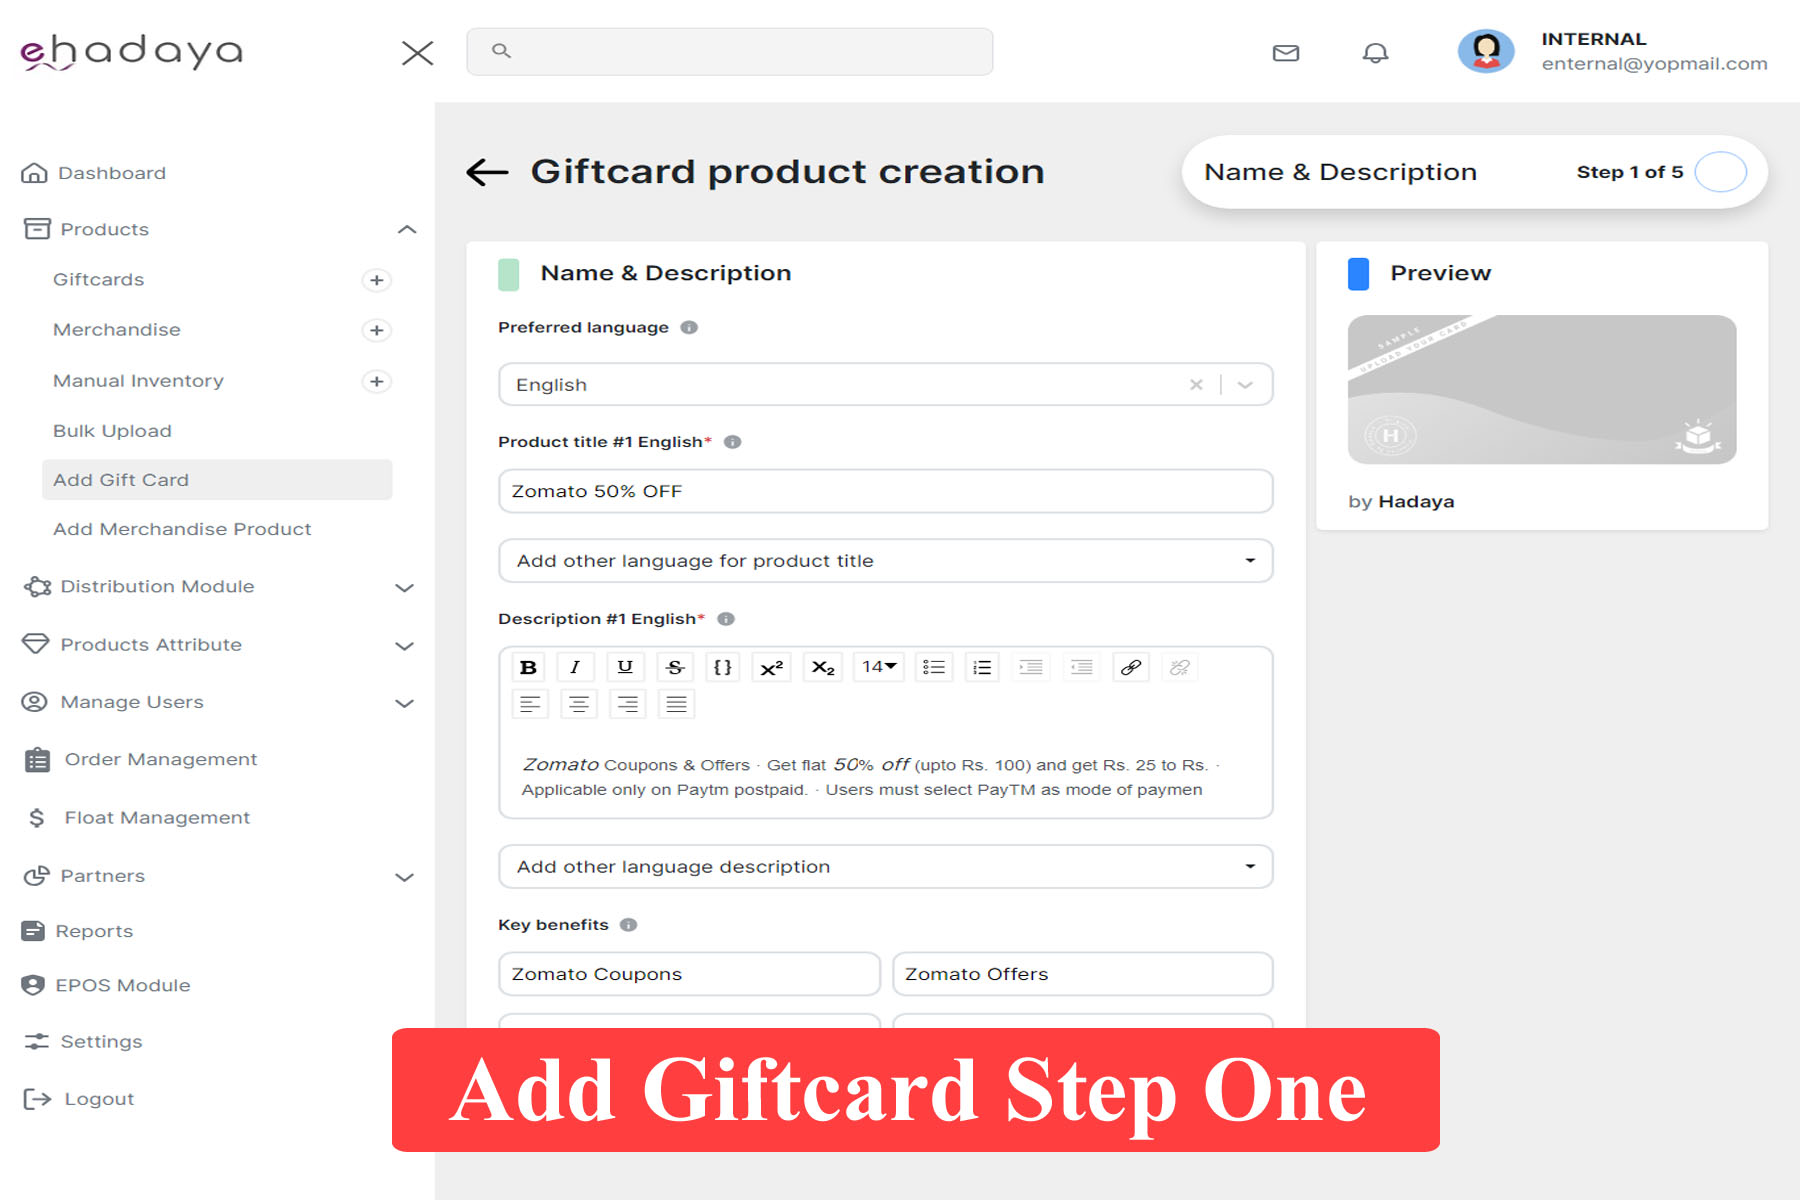 ehadaya
INTERNAL
enternal@yopmail.com
Dashboard
Products
Giftcards
Merchandise
Manual Inventory
Bulk Upload
Add Gift Card
Add Merchandise Product
Distribution Module
Products Attribute
Manage Users
Order Management
Float Management
Partners
Reports
EPOS Module
Settings
Logout
Giftcard product creation
Name & Description
Step 1 of 5
Name & Description
Preferred language
English
Product title #1 English*
Zomato 50% OFF
Add other language for product title
Description #1 English*
B I U S {} X² X₂ 14
Zomato Coupons & Offers · Get flat 50% off (upto Rs. 100) and get Rs. 25 to Rs. ·
Applicable only on Paytm postpaid. · Users must select PayTM as mode of paymen
Add other language description
Key benefits
Zomato Coupons
Zomato Offers
Preview
SAMPLE
UPLOAD YOUR CARD
H
by Hadaya
Add Giftcard Step One